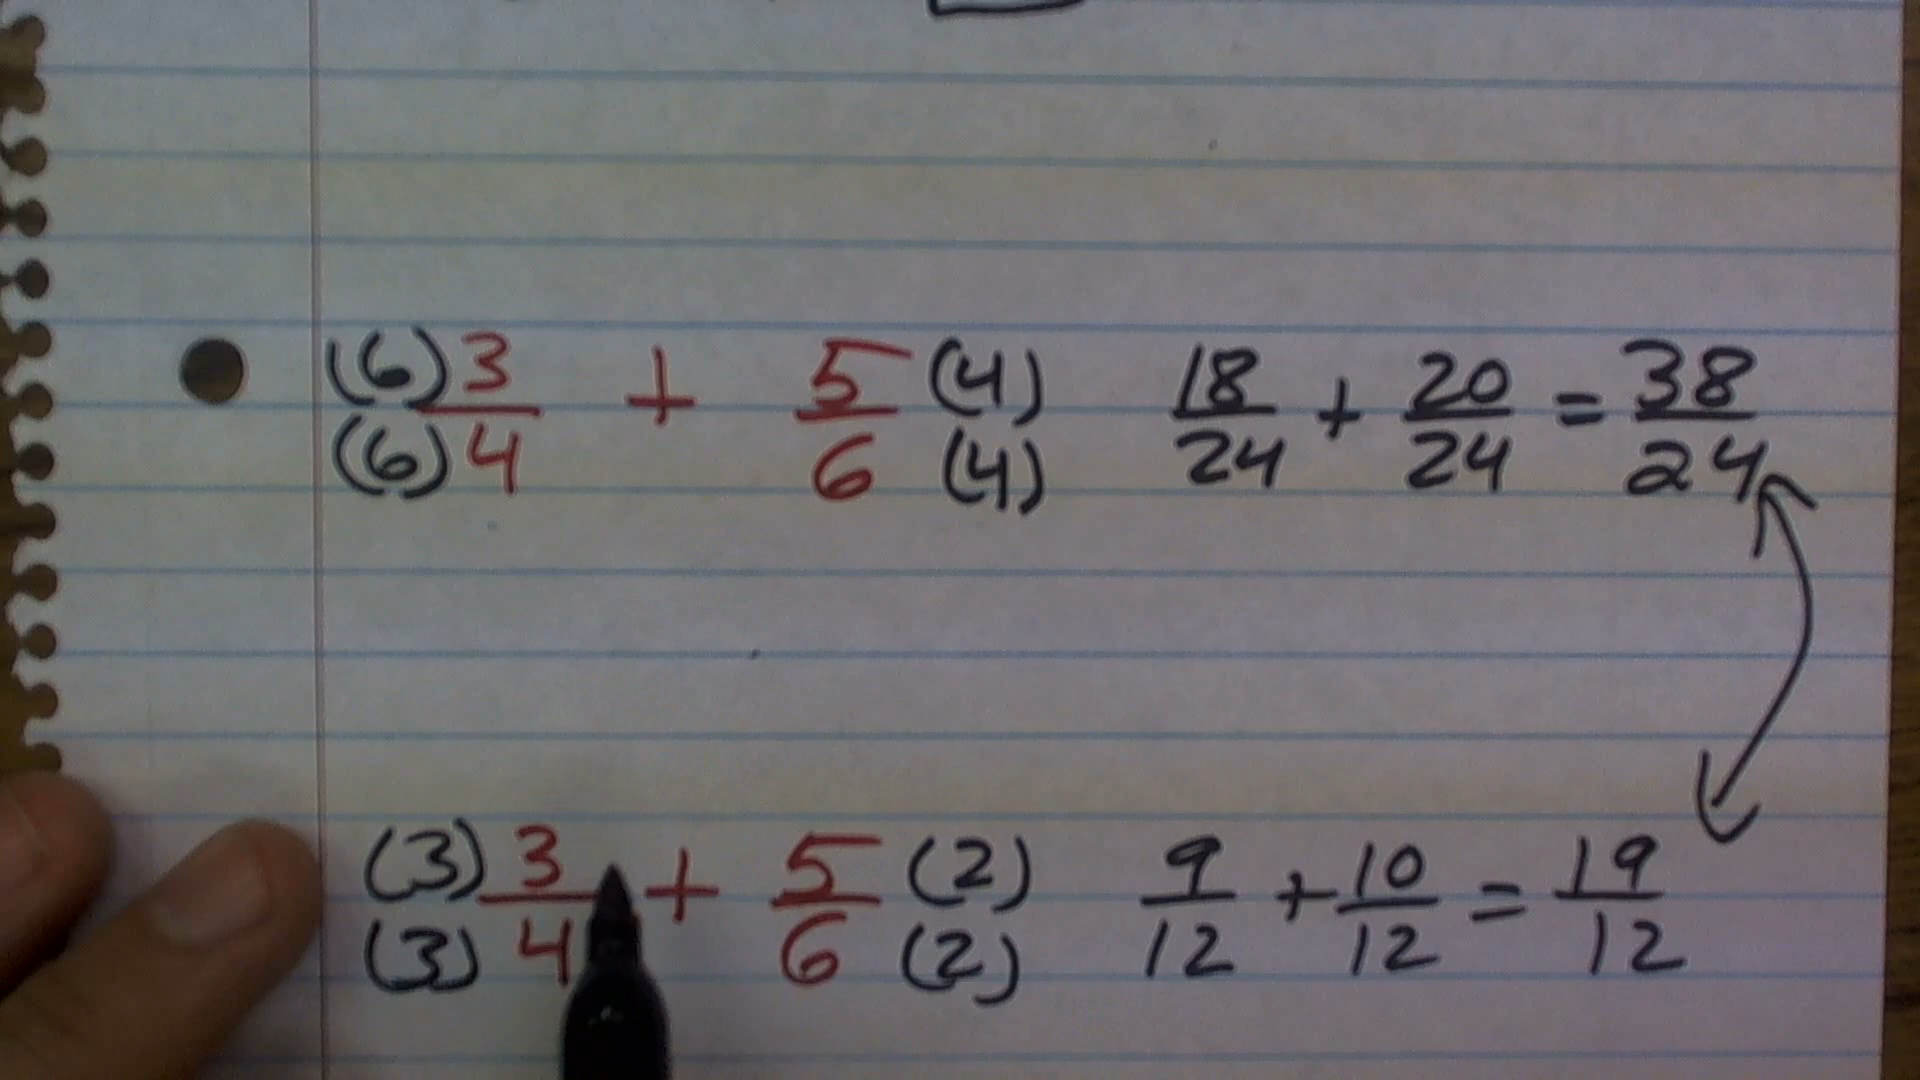 (6) 3/(6) 4 + 5 (4)/6 (4) 18/24 + 20/24 = 38/24
(3) 3/(3) 4 + 5 (2)/6 (2) 9/12 + 10/12 = 19/12